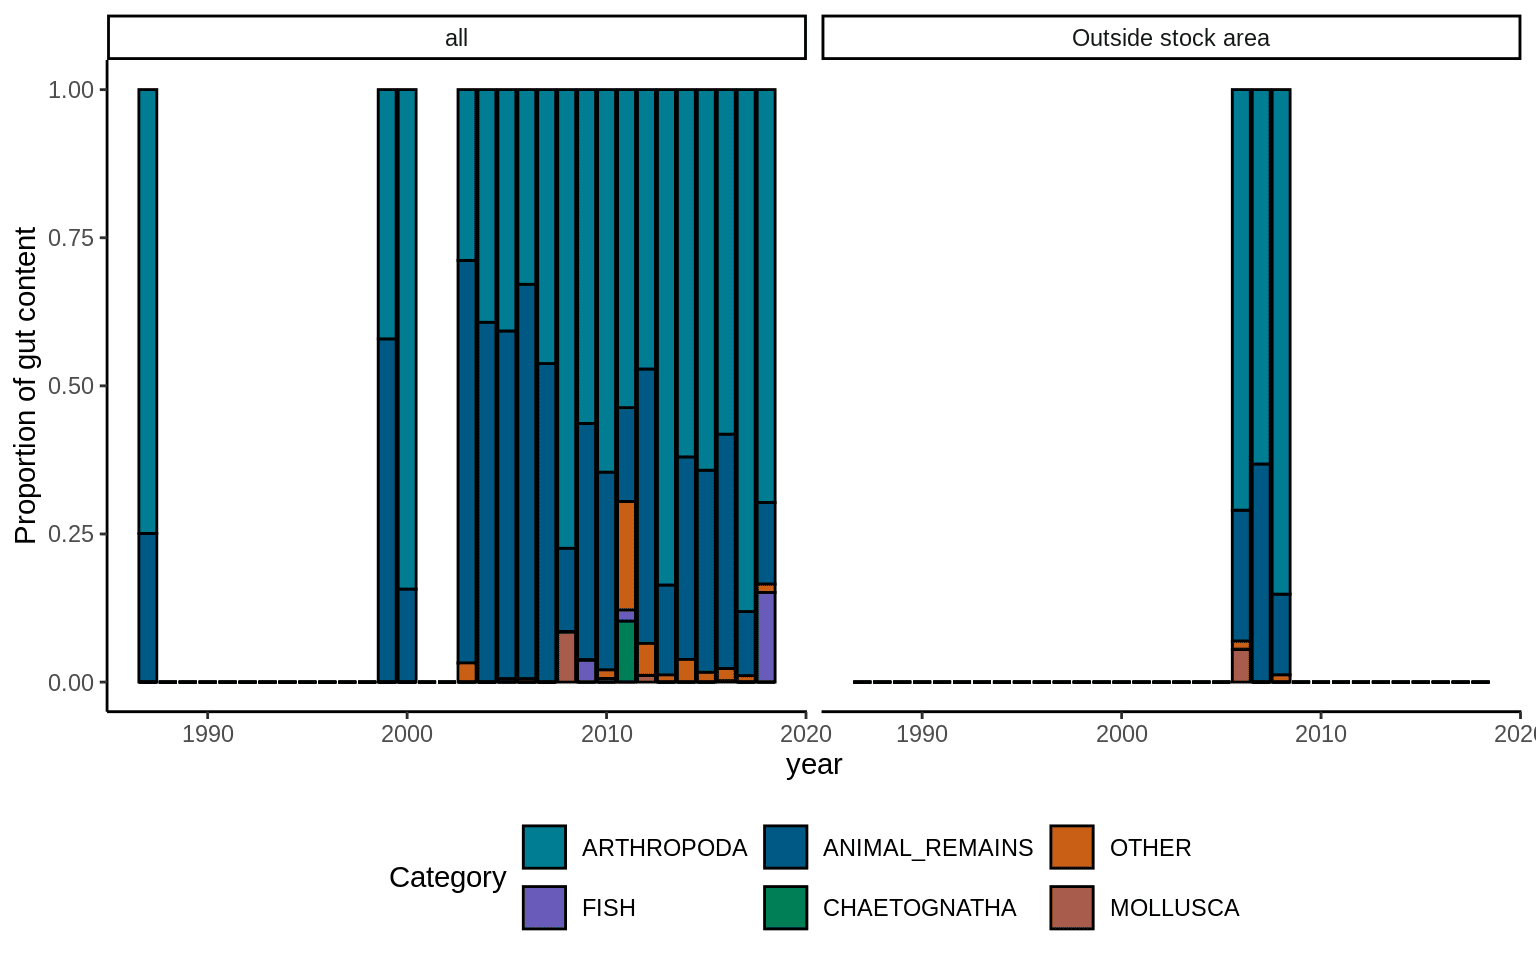 all
Outside stock area
Proportion of gut content
1.00
0.75
0.50
0.25
0.00
1990
2000
2010
2020
1990
2000
2010
202
year
Category
ARTHROPODA
ANIMAL_REMAINS
OTHER
FISH
CHAETOGNATHA
MOLLUSCA